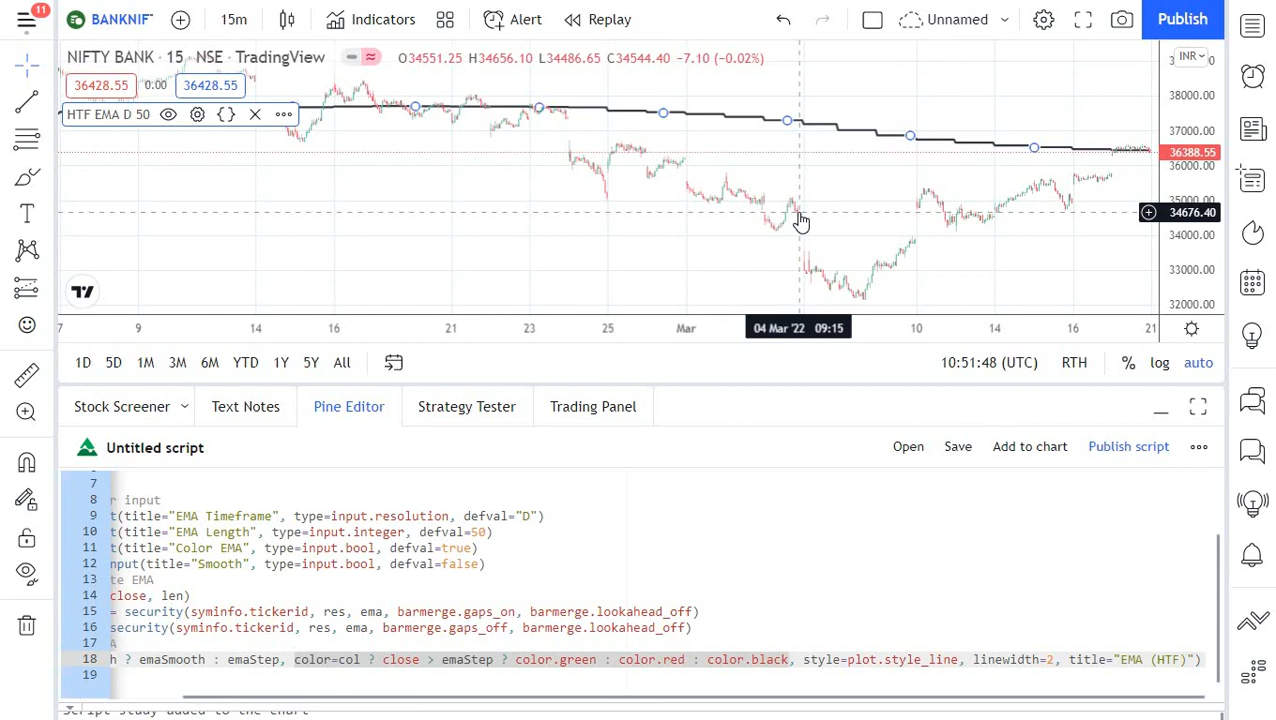 11
BANKNIF
15m
Indicators
Alert
Replay
Unnamed
Publish
NIFTY BANK · 15 · NSE · TradingView
O34551.25 H34656.10 L34486.65 C34544.40 −7.10 (−0.02%)
INR
36428.55 0.00 36428.55
HTF EMA D 50
38000.00
37000.00
36388.55
36000.00
35000.00
34676.40
34000.00
33000.00
32000.00
7 9 14 16 21 23 25 Mar 04 Mar '22 09:15 10 14 16 21
1D 5D 1M 3M 6M YTD 1Y 5Y All
10:51:48 (UTC) RTH % log auto
Stock Screener Text Notes Pine Editor Strategy Tester Trading Panel
Untitled script
Open Save Add to chart Publish script
7
8 r input
9 t(title="EMA Timeframe", type=input.resolution, defval="D")
10 t(title="EMA Length", type=input.integer, defval=50)
11 t(title="Color EMA", type=input.bool, defval=true)
12 nput(title="Smooth", type=input.bool, defval=false)
13 te EMA
14 close, len)
15 = security(syminfo.tickerid, res, ema, barmerge.gaps_on, barmerge.lookahead_off)
16 security(syminfo.tickerid, res, ema, barmerge.gaps_off, barmerge.lookahead_off)
17 A
18 h ? emaSmooth : emaStep, color=col ? close > emaStep ? color.green : color.red : color.black, style=plot.style_line, linewidth=2, title="EMA (HTF)")
19
Script study added to the chart